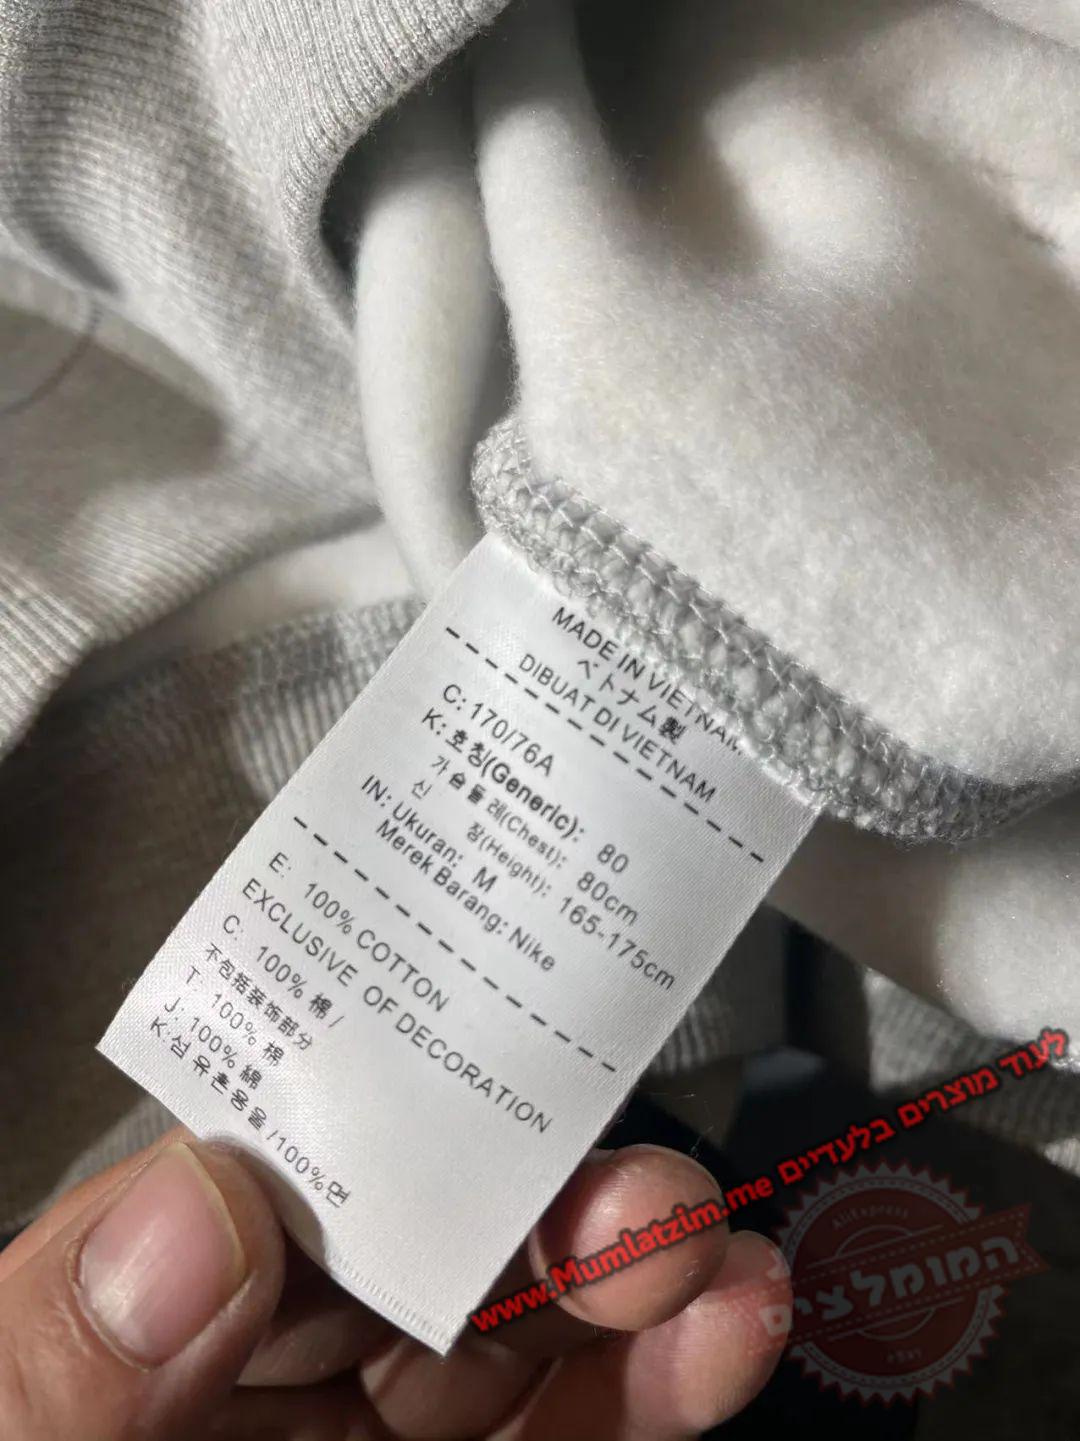 MADE IN VIETNAM
ベトナム製
DIBUAT DI VIETNAM
C: 170/76A
K: 호칭(Generic): 80
가슴둘레(Chest): 80cm
신 장(Height): 165-175cm
IN: Ukuran: M
Merek Barang: Nike
E: 100% COTTON
EXCLUSIVE OF DECORATION
C: 100% 棉 /
不包括装饰部分
T: 100% 棉
J: 100% 綿
K: 섬유혼용율/100%면
www.Mumlatzim.me לעוד מוצרים בלעדיים
AliExpress
המומלצים